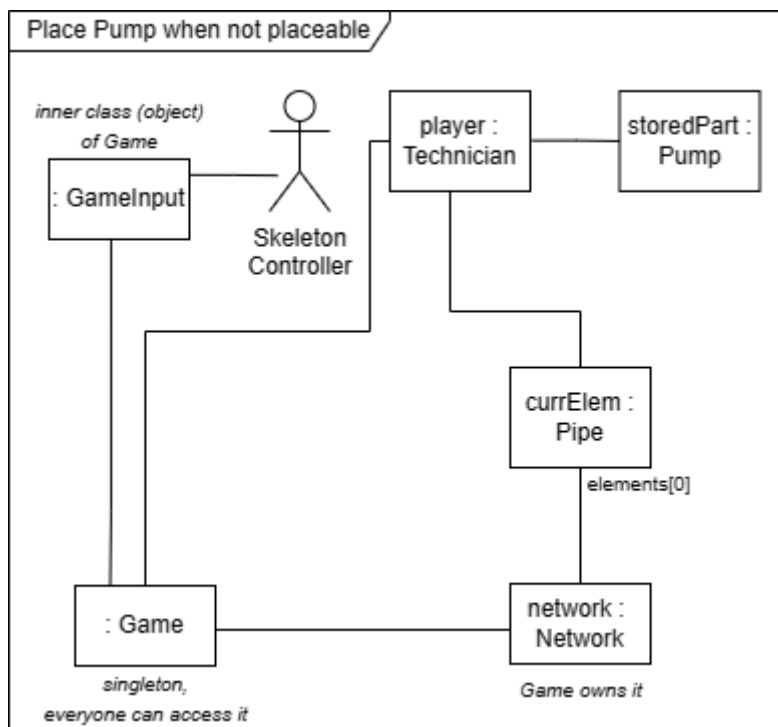 Place Pump when not placeable
inner class (object)
of Game
: GameInput
Skeleton
Controller
player :
Technician
storedPart :
Pump
currElem :
Pipe
elements[0]
: Game
singleton,
everyone can access it
network :
Network
Game owns it